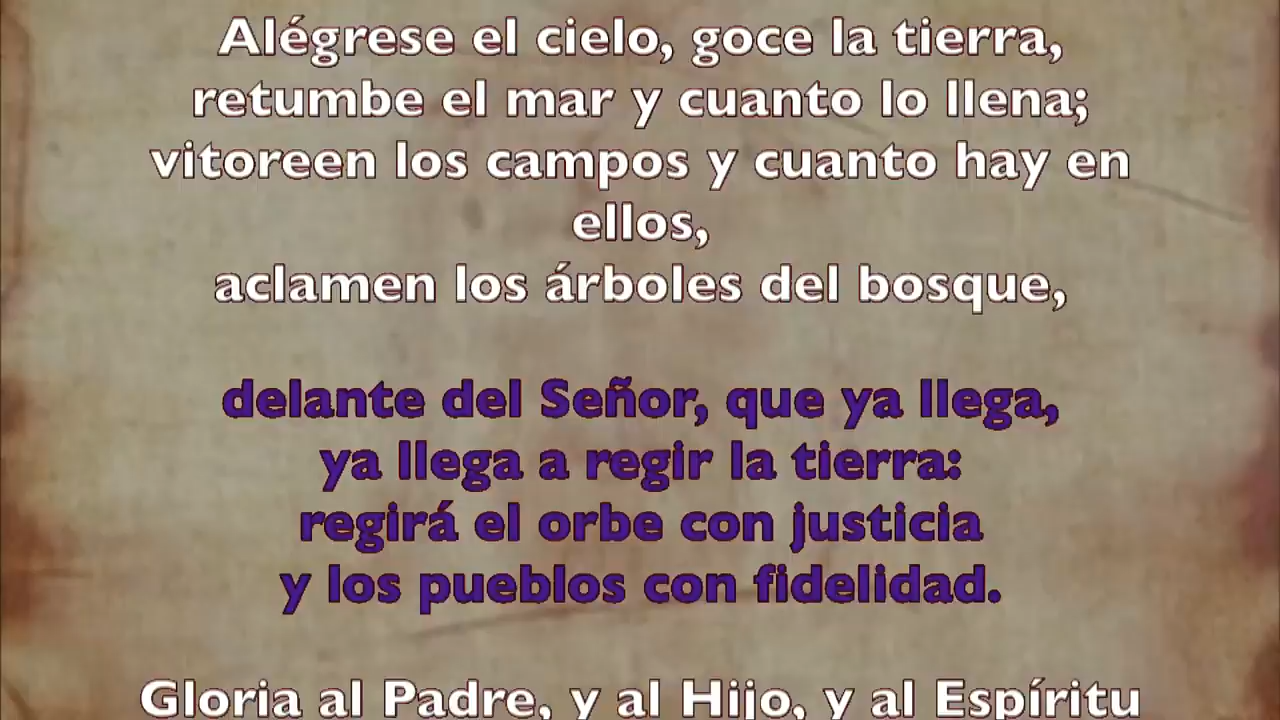 Alégrese el cielo, goce la tierra,
retumbe el mar y cuanto lo llena;
vitoreen los campos y cuanto hay en
ellos,
aclamen los árboles del bosque,
delante del Señor, que ya llega,
ya llega a regir la tierra:
regirá el orbe con justicia
y los pueblos con fidelidad.
Gloria al Padre, y al Hijo, y al Espíritu